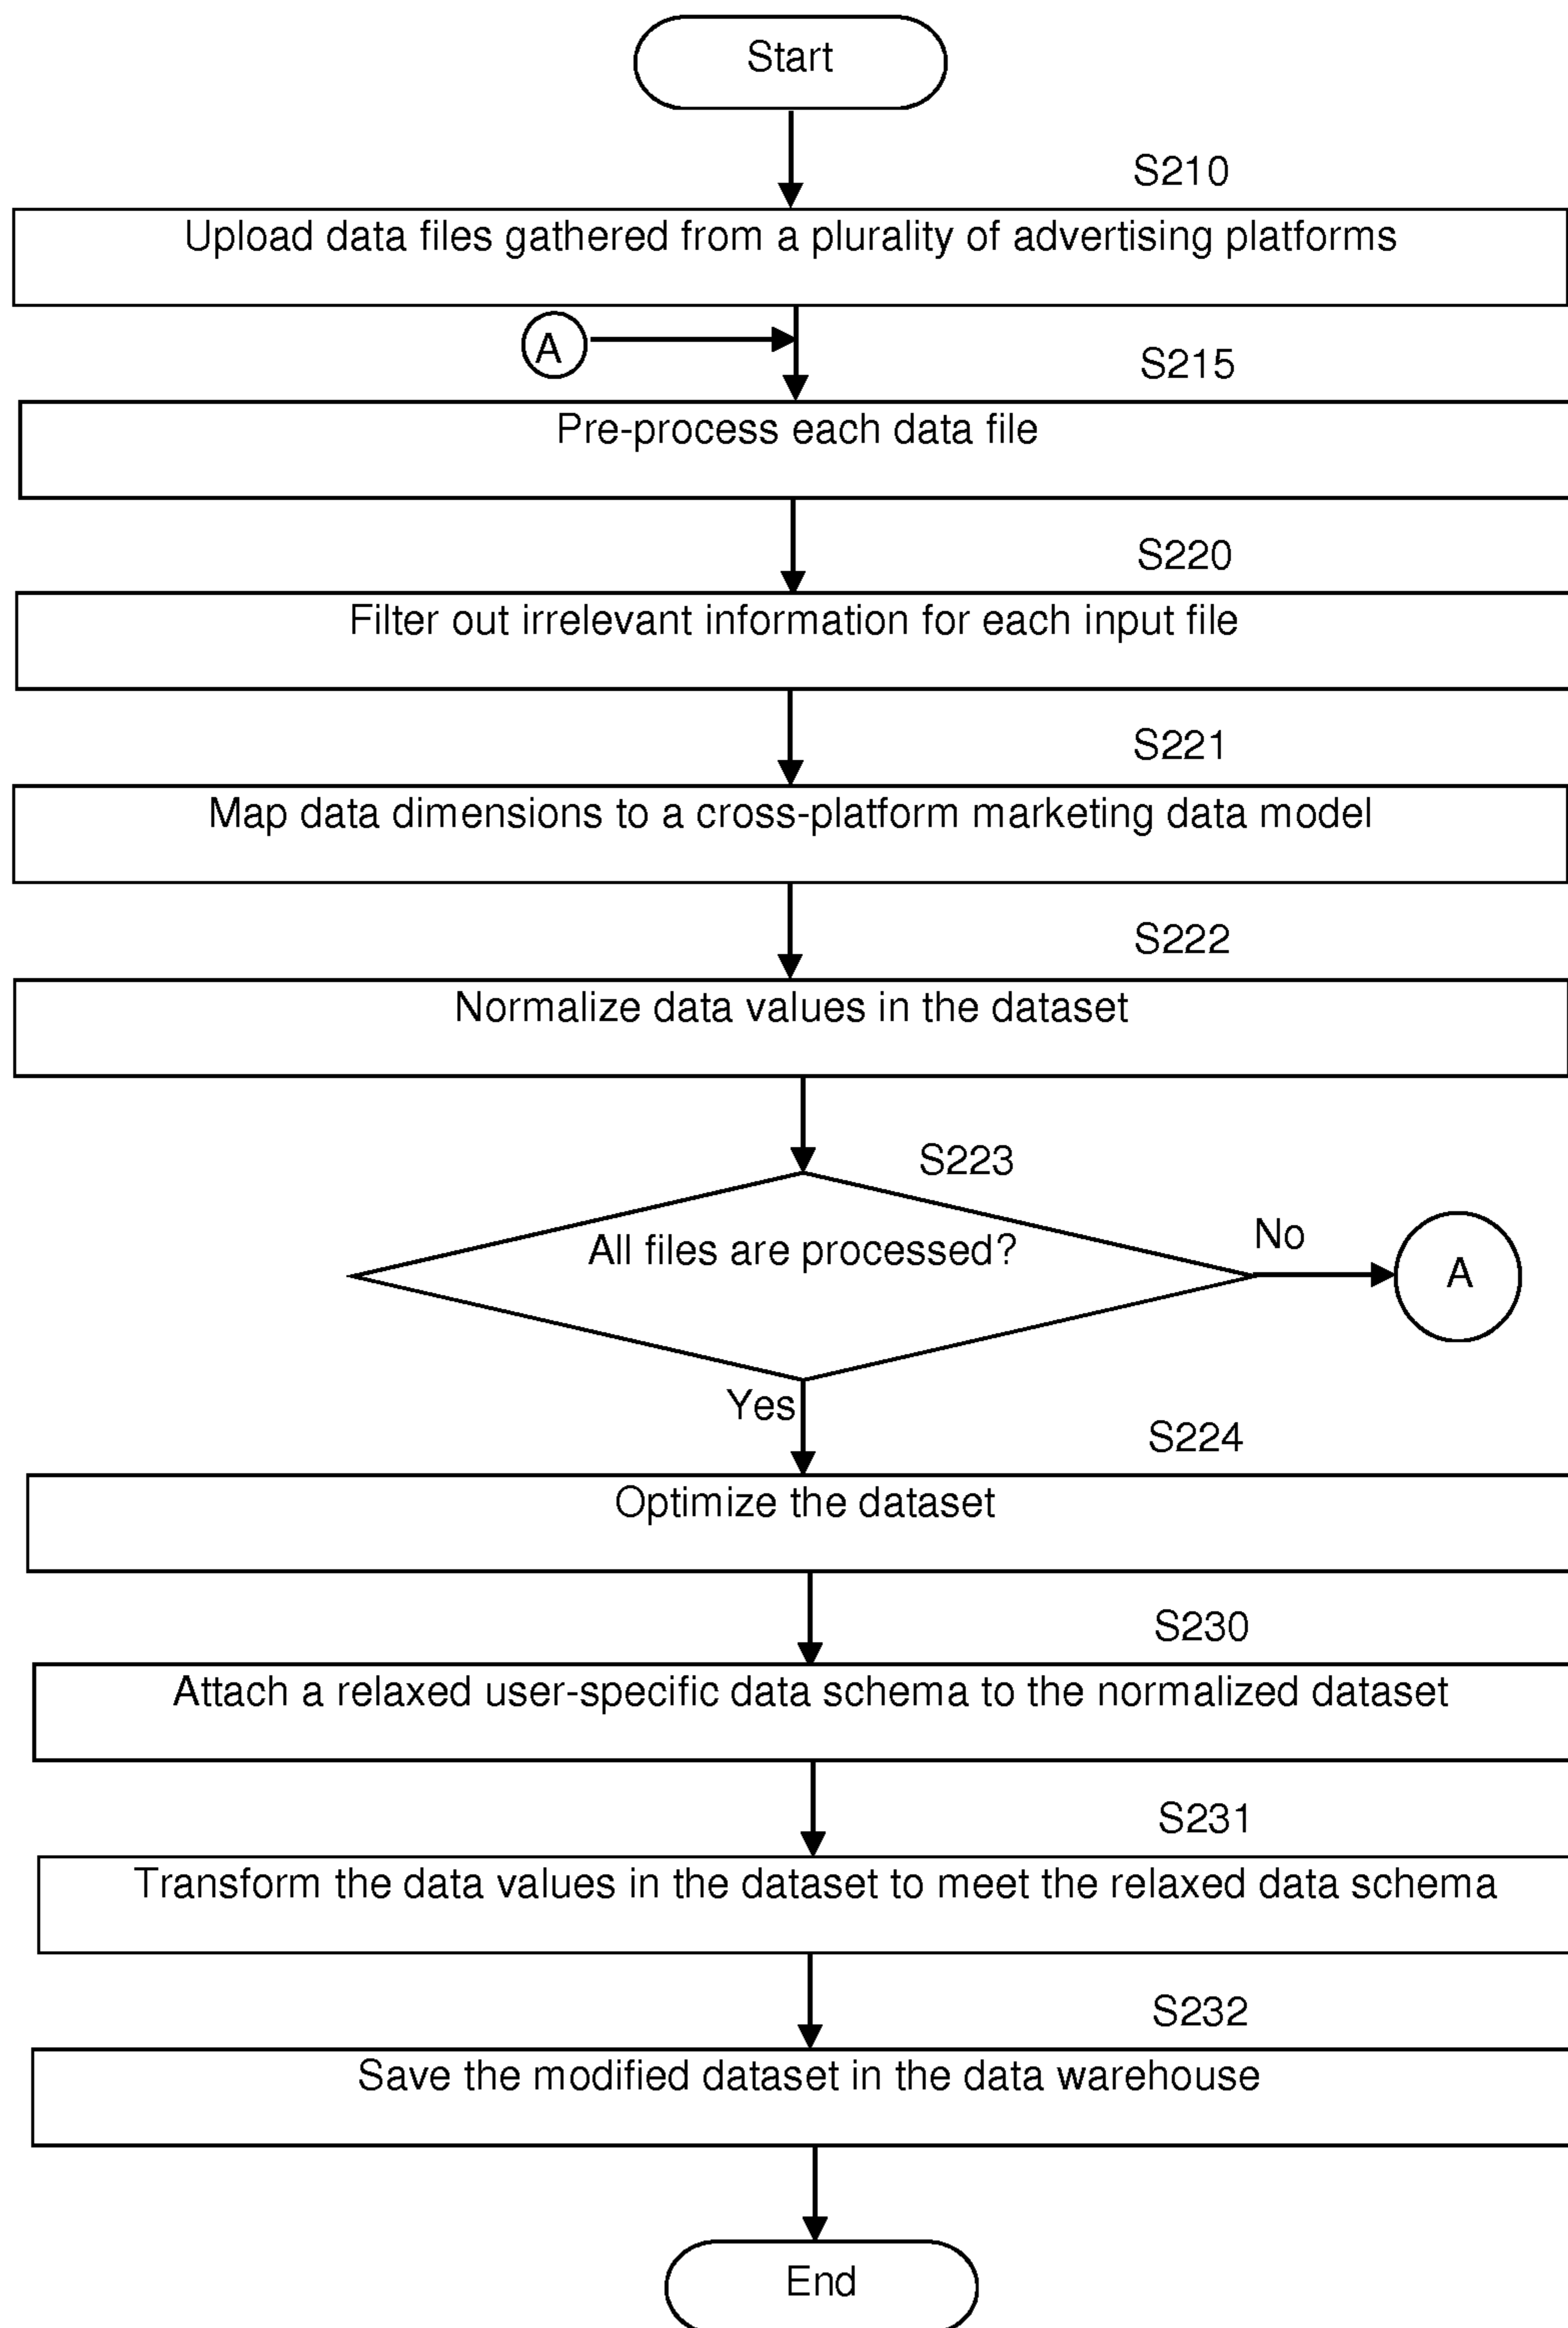 Start
S210
Upload data files gathered from a plurality of advertising platforms
A
S215
Pre-process each data file
S220
Filter out irrelevant information for each input file
S221
Map data dimensions to a cross-platform marketing data model
S222
Normalize data values in the dataset
S223
All files are processed?
No
A
Yes
S224
Optimize the dataset
S230
Attach a relaxed user-specific data schema to the normalized dataset
S231
Transform the data values in the dataset to meet the relaxed data schema
S232
Save the modified dataset in the data warehouse
End